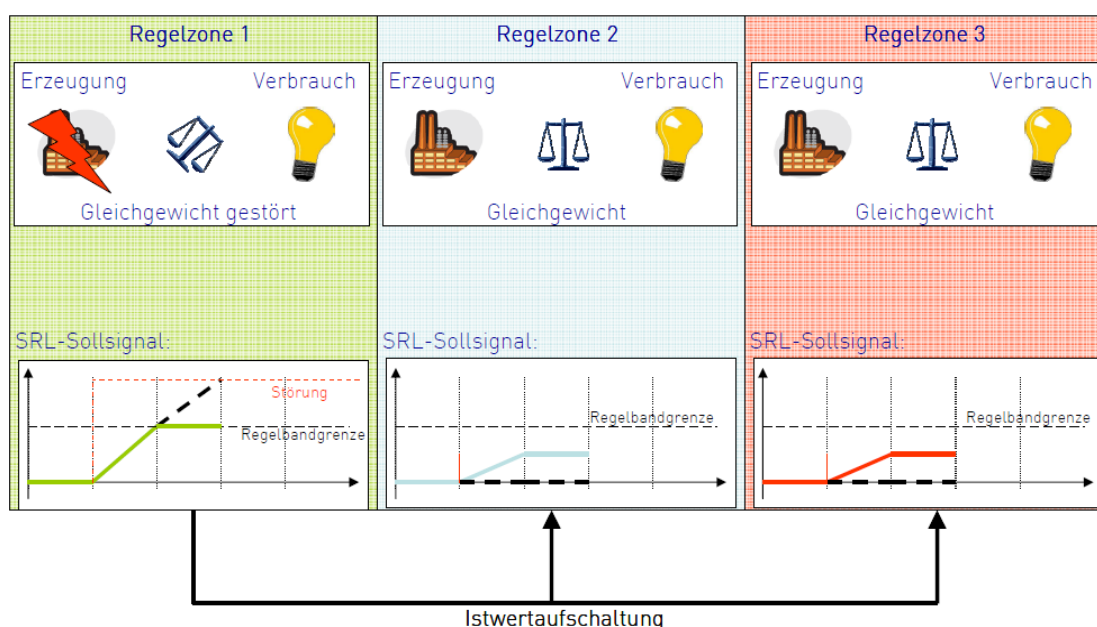 Regelzone 1
Erzeugung
Verbrauch
Gleichgewicht gestört
SRL-Sollsignal:
Störung
Regelbandgrenze
Regelzone 2
Erzeugung
Verbrauch
Gleichgewicht
SRL-Sollsignal:
Regelbandgrenze
Regelzone 3
Erzeugung
Verbrauch
Gleichgewicht
SRL-Sollsignal:
Regelbandgrenze
Istwertaufschaltung